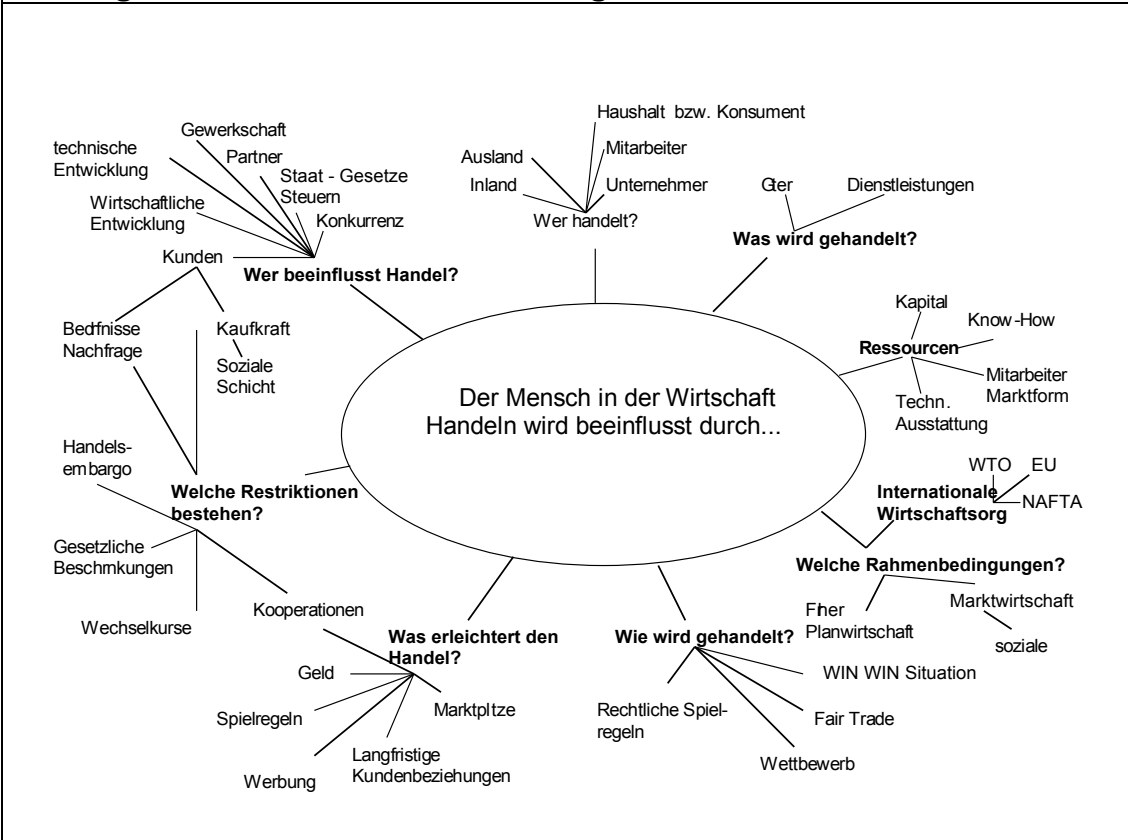 Haushalt bzw. Konsument
Gewerkschaft
technische
Entwicklung
Partner
Ausland
Mitarbeiter
Staat - Gesetze
Steuern
Inland
Unternehmer
Gter
Dienstleistungen
Wirtschaftliche
Entwicklung
Konkurrenz
Wer handelt?
Was wird gehandelt?
Kunden
Wer beeinflusst Handel?
Bedrfnisse
Nachfrage
Kaufkraft
Soziale
Schicht
Kapital
Know-How
Ressourcen
Mitarbeiter
Marktform
Techn.
Ausstattung
Der Mensch in der Wirtschaft
Handeln wird beeinflusst durch...
Handels-
embargo
Welche Restriktionen
bestehen?
WTO
EU
NAFTA
Internationale
Wirtschaftsorg
Gesetzliche
Beschrnkungen
Welche Rahmenbedingungen?
Frher
Planwirtschaft
Marktwirtschaft
soziale
Wechselkurse
Kooperationen
Was erleichtert den
Handel?
Wie wird gehandelt?
Geld
Spielregeln
Marktpltze
Werbung
Langfristige
Kundenbeziehungen
Rechtliche Spiel-
regeln
WIN WIN Situation
Fair Trade
Wettbewerb